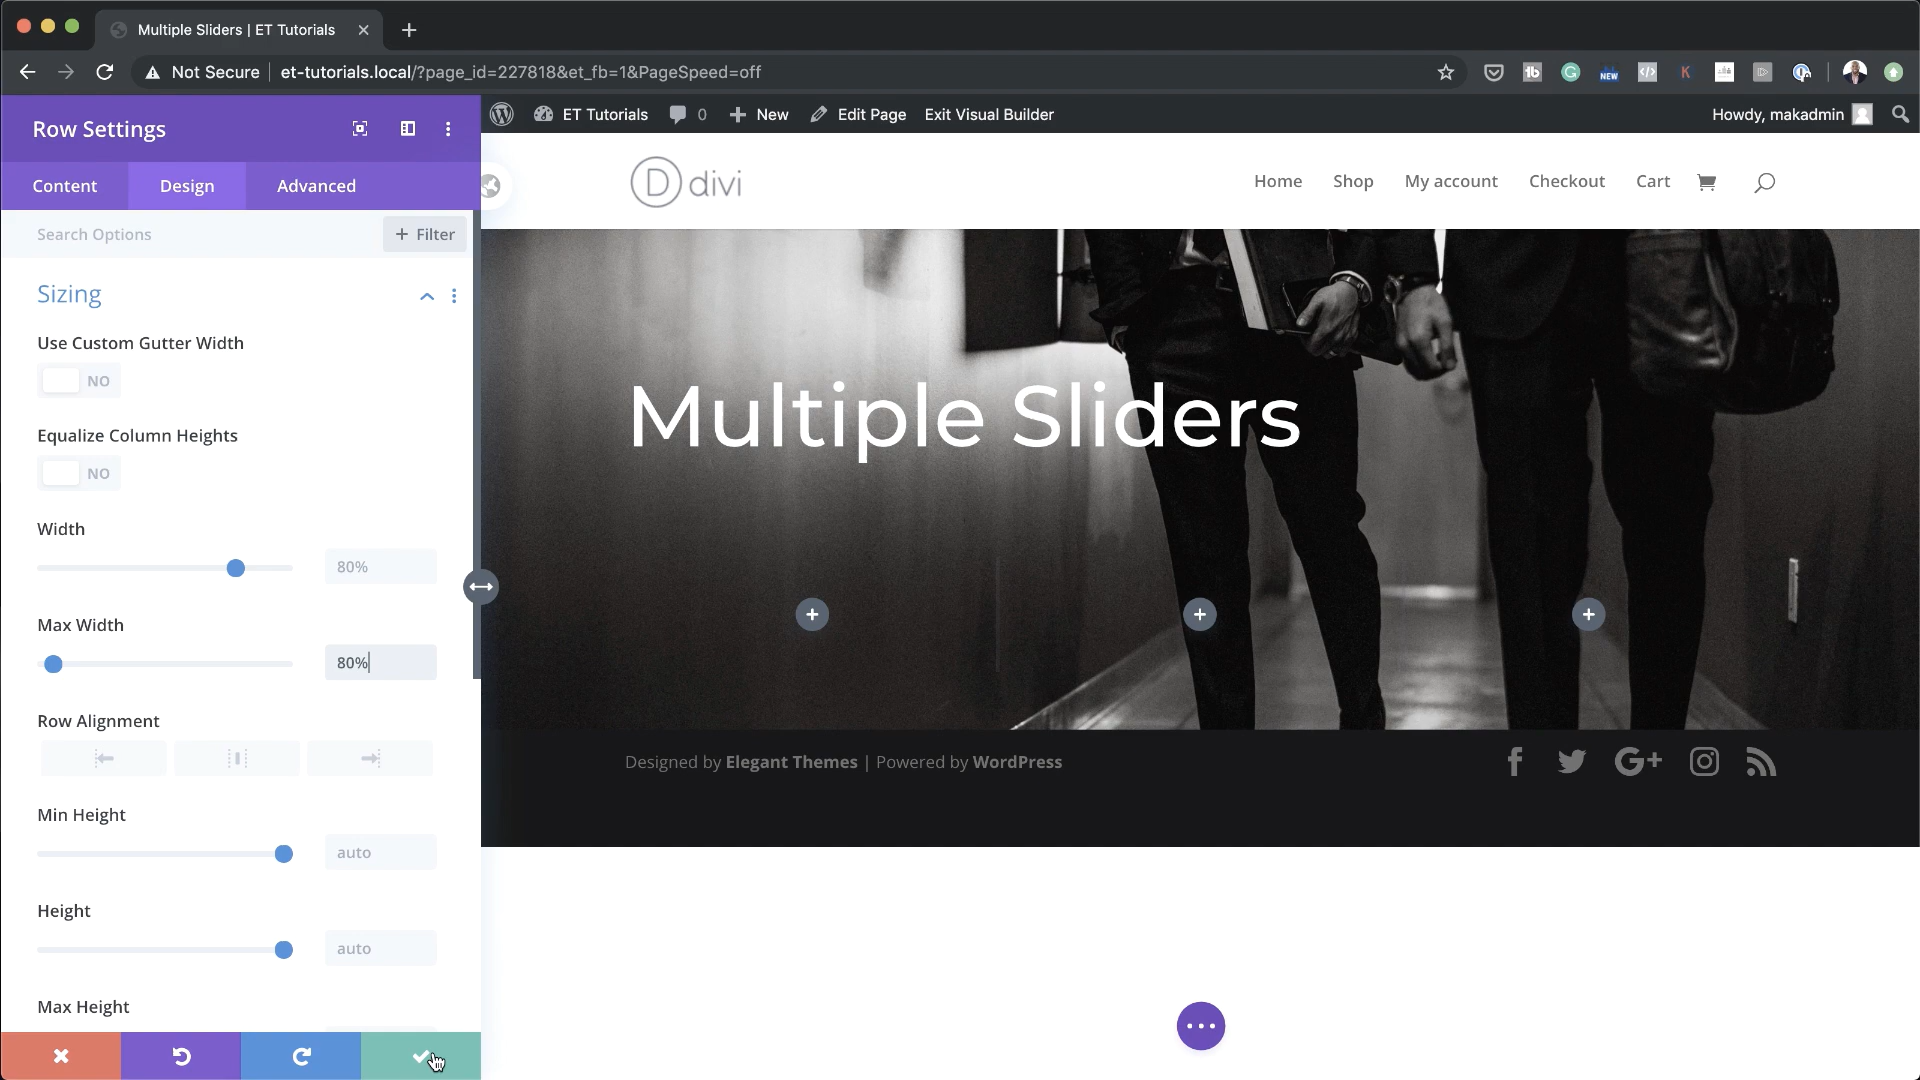 Multiple Sliders | ET Tutorials
Not Secure
et-tutorials.local/?page_id=227818&et_fb=1&PageSpeed=off
NEW
Row Settings
ET Tutorials
0
New
Edit Page
Exit Visual Builder
Howdy, makadmin
Content
Design
Advanced
D divi
Home
Shop
My account
Checkout
Cart
Search Options
+ Filter
Sizing
Use Custom Gutter Width
NO
Equalize Column Heights
NO
Multiple Sliders
Width
80%
Max Width
80%
Row Alignment
Designed by Elegant Themes | Powered by WordPress
Min Height
auto
Height
auto
Max Height